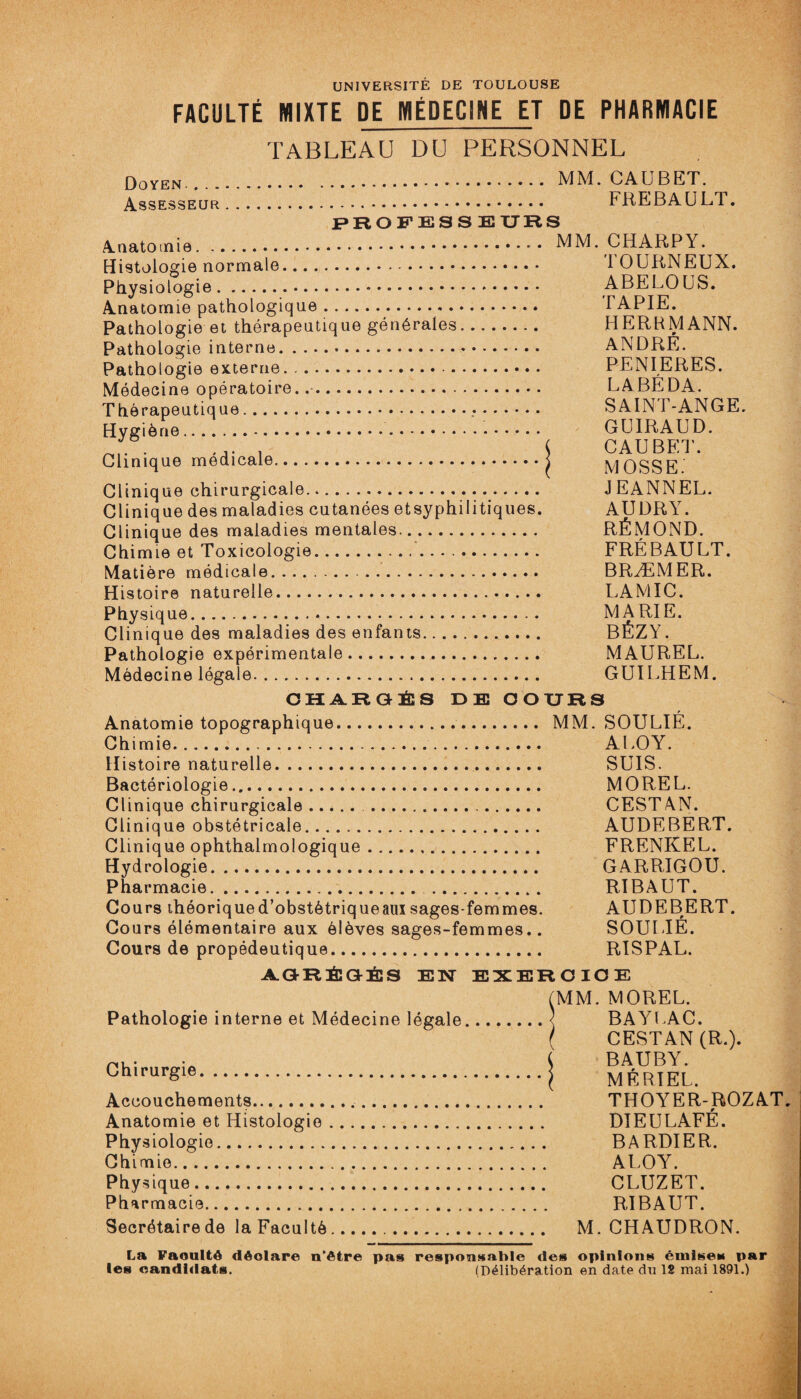 UNIVERSITÉ DE TOULOUSE
FACULTÉ MIXTE DE MÉDECINE ET DE PHARMACIE
TABLEAU DU PERSONNEL
DOYEN.......... MM. CAUBET.
ASSESSEUR.......... FREBAULT.
PROFESSEURS
Anatomie.......... MM. CHARPY.
Histologie normale.......... TOURNEUX.
Physiologie.......... ABELOUS.
Anatomie pathologique.......... TAPIE.
Pathologie et thérapeutique générales.......... HERRMANN.
Pathologie interne.......... ANDRÉ.
Pathologie externe.......... PENIERES.
Médecine opératoire.......... LABÉDA.
Thérapeutique.......... SAINT-ANGE.
Hygiène.......... GUIRAUD.
Clinique médicale.......... { CAUBET.
MOSSE.
Clinique chirurgicale.......... JEANNEL.
Clinique des maladies cutanées et syphilitiques. AUDRY.
Clinique des maladies mentales.......... RÉMOND.
Chimie et Toxicologie.......... FRÉBAULT.
Matière médicale.......... BRÆMER.
Histoire naturelle.......... LAMIC.
Physique.......... MARIE.
Clinique des maladies des enfants.......... BÉZY.
Pathologie expérimentale.......... MAUREL.
Médecine légale.......... GUILHEM.
CHARGÉS DE COURS
Anatomie topographique.......... MM. SOULIÉ.
Chimie.......... ALOY.
Histoire naturelle.......... SUIS.
Bactériologie.......... MOREL.
Clinique chirurgicale.......... CESTAN.
Clinique obstétricale.......... AUDEBERT.
Clinique ophthalmologique.......... FRENKEL.
Hydrologie.......... GARRIGOU.
Pharmacie.......... RIBAUT.
Cours théorique d'obstétrique aux sages-femmes. AUDEBERT.
Cours élémentaire aux élèves sages-femmes.. SOULIÉ.
Cours de propédeutique.......... RISPAL.
AGRÉGÉS EN EXERCICE
Pathologie interne et Médecine légale.......... { MM. MOREL.
BAYLAC.
CESTAN (R.).
Chirurgie.......... { BAUBY.
MÉRIEL.
Accouchements.......... THOYER-ROZAT.
Anatomie et Histologie.......... DIEULAFÉ.
Physiologie.......... BARDIER.
Chimie.......... ALOY.
Physique.......... CLUZET.
Pharmacie.......... RIBAUT.
Secrétaire de la Faculté.......... M. CHAUDRON.
La Faculté déclare n'être pas responsable des opinions émises par
les candidats. (Délibération en date du 12 mai 1891.)